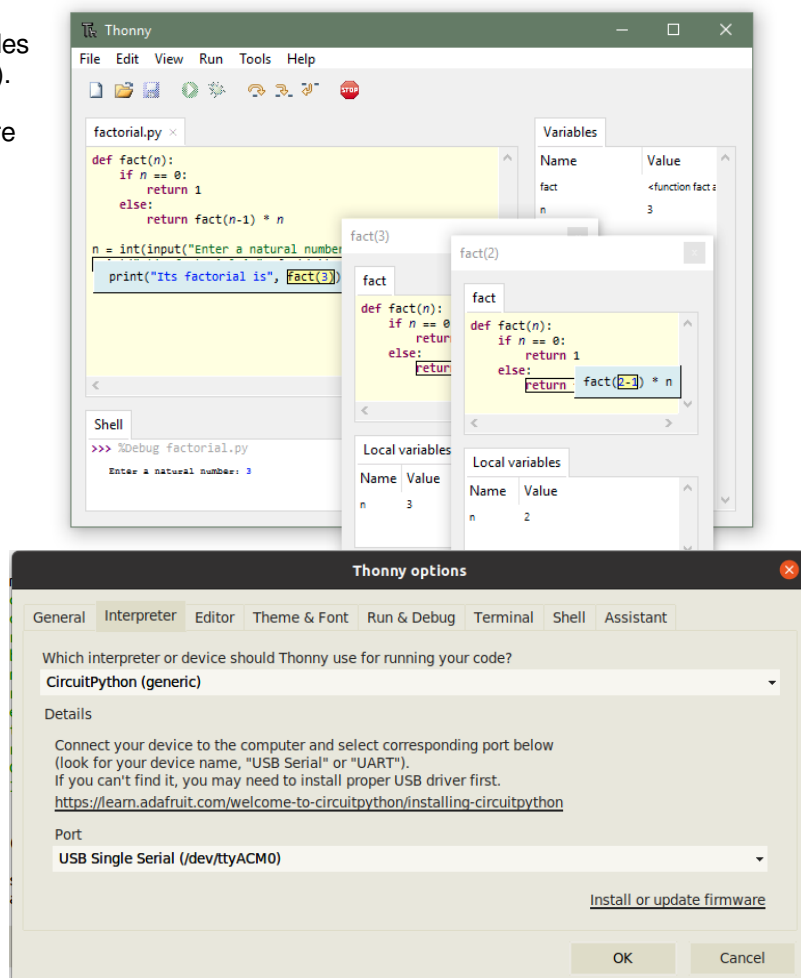 Thonny
File Edit View Run Tools Help
).
factorial.py ×
def fact(n):
if n == 0:
return 1
else:
return fact(n-1) * n
n = int(input("Enter a natural number
print("Its factorial is", fact(3))
Variables
Name Value
fact <function fact a
n 3
Shell
>>> %Debug factorial.py
Enter a natural number: 3
fact(3)
fact
def fact(n):
if n == 0
retur
else:
retur
Local variables
Name Value
n 3
fact(2)
fact
def fact(n):
if n == 0:
return 1
else:
return fact(2-1) * n
Local variables
Name Value
n 2
Thonny options
General Interpreter Editor Theme & Font Run & Debug Terminal Shell Assistant
Which interpreter or device should Thonny use for running your code?
CircuitPython (generic)
Details
Connect your device to the computer and select corresponding port below
(look for your device name, "USB Serial" or "UART").
If you can't find it, you may need to install proper USB driver first.
https://learn.adafruit.com/welcome-to-circuitpython/installing-circuitpython
Port
USB Single Serial (/dev/ttyACM0)
Install or update firmware
OK Cancel